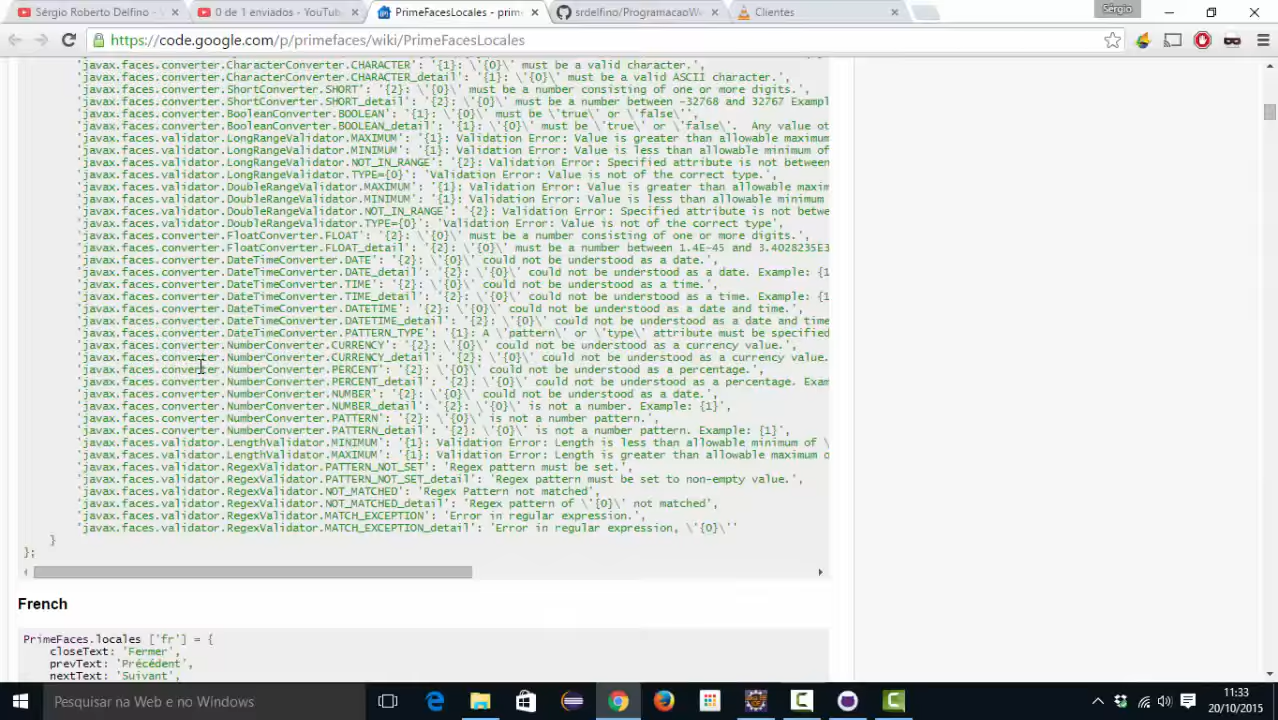 Sérgio Roberto Delfino -
0 de 1 enviados - YouTu
PrimeFacesLocales - prim
srdelfino/ProgramacaoWe
Clientes
Sérgio
https://code.google.com/p/primefaces/wiki/PrimeFacesLocales
'javax.faces.converter.CharacterConverter.CHARACTER': '{1}: \'{0}\' must be a valid character.',
'javax.faces.converter.CharacterConverter.CHARACTER_detail': '{1}: \'{0}\' must be a valid ASCII character.',
'javax.faces.converter.ShortConverter.SHORT': '{2}: \'{0}\' must be a number consisting of one or more digits.',
'javax.faces.converter.ShortConverter.SHORT_detail': '{2}: \'{0}\' must be a number between -32768 and 32767 Exampl
'javax.faces.converter.BooleanConverter.BOOLEAN': '{1}: \'{0}\' must be \'true\' or \'false\'',
'javax.faces.converter.BooleanConverter.BOOLEAN_detail': '{1}: \'{0}\' must be \'true\' or \'false\'.  Any value ot
'javax.faces.validator.LongRangeValidator.MAXIMUM': '{1}: Validation Error: Value is greater than allowable maximum
'javax.faces.validator.LongRangeValidator.MINIMUM': '{1}: Validation Error: Value is less than allowable minimum of
'javax.faces.validator.LongRangeValidator.NOT_IN_RANGE': '{2}: Validation Error: Specified attribute is not between
'javax.faces.validator.LongRangeValidator.TYPE={0}': 'Validation Error: Value is not of the correct type.',
'javax.faces.validator.DoubleRangeValidator.MAXIMUM': '{1}: Validation Error: Value is greater than allowable maxim
'javax.faces.validator.DoubleRangeValidator.MINIMUM': '{1}: Validation Error: Value is less than allowable minimum
'javax.faces.validator.DoubleRangeValidator.NOT_IN_RANGE': '{2}: Validation Error: Specified attribute is not betwe
'javax.faces.validator.DoubleRangeValidator.TYPE={0}': 'Validation Error: Value is not of the correct type',
'javax.faces.converter.FloatConverter.FLOAT': '{2}: \'{0}\' must be a number consisting of one or more digits.',
'javax.faces.converter.FloatConverter.FLOAT_detail': '{2}: \'{0}\' must be a number between 1.4E-45 and 3.4028235E3
'javax.faces.converter.DateTimeConverter.DATE': '{2}: \'{0}\' could not be understood as a date.',
'javax.faces.converter.DateTimeConverter.DATE_detail': '{2}: \'{0}\' could not be understood as a date. Example: {1
'javax.faces.converter.DateTimeConverter.TIME': '{2}: \'{0}\' could not be understood as a time.',
'javax.faces.converter.DateTimeConverter.TIME_detail': '{2}: \'{0}\' could not be understood as a time. Example: {1
'javax.faces.converter.DateTimeConverter.DATETIME': '{2}: \'{0}\' could not be understood as a date and time.',
'javax.faces.converter.DateTimeConverter.DATETIME_detail': '{2}: \'{0}\' could not be understood as a date and time
'javax.faces.converter.DateTimeConverter.PATTERN_TYPE': '{1}: A \'pattern\' or \'type\' attribute must be specified
'javax.faces.converter.NumberConverter.CURRENCY': '{2}: \'{0}\' could not be understood as a currency value.',
'javax.faces.converter.NumberConverter.CURRENCY_detail': '{2}: \'{0}\' could not be understood as a currency value.
'javax.faces.converter.NumberConverter.PERCENT': '{2}: \'{0}\' could not be understood as a percentage.',
'javax.faces.converter.NumberConverter.PERCENT_detail': '{2}: \'{0}\' could not be understood as a percentage. Exam
'javax.faces.converter.NumberConverter.NUMBER': '{2}: \'{0}\' could not be understood as a date.',
'javax.faces.converter.NumberConverter.NUMBER_detail': '{2}: \'{0}\' is not a number. Example: {1}',
'javax.faces.converter.NumberConverter.PATTERN': '{2}: \'{0}\' is not a number pattern.',
'javax.faces.converter.NumberConverter.PATTERN_detail': '{2}: \'{0}\' is not a number pattern. Example: {1}',
'javax.faces.validator.LengthValidator.MINIMUM': '{1}: Validation Error: Length is less than allowable minimum of \
'javax.faces.validator.LengthValidator.MAXIMUM': '{1}: Validation Error: Length is greater than allowable maximum o
'javax.faces.validator.RegexValidator.PATTERN_NOT_SET': 'Regex pattern must be set.',
'javax.faces.validator.RegexValidator.PATTERN_NOT_SET_detail': 'Regex pattern must be set to non-empty value.',
'javax.faces.validator.RegexValidator.NOT_MATCHED': 'Regex Pattern not matched',
'javax.faces.validator.RegexValidator.NOT_MATCHED_detail': 'Regex pattern of \'{0}\' not matched',
'javax.faces.validator.RegexValidator.MATCH_EXCEPTION': 'Error in regular expression.',
'javax.faces.validator.RegexValidator.MATCH_EXCEPTION_detail': 'Error in regular expression, \'{0}\''
}
};
French
PrimeFaces.locales ['fr'] = {
closeText: 'Fermer',
prevText: 'Précédent',
nextText: 'Suivant',
Pesquisar na Web e no Windows
11:33
20/10/2015